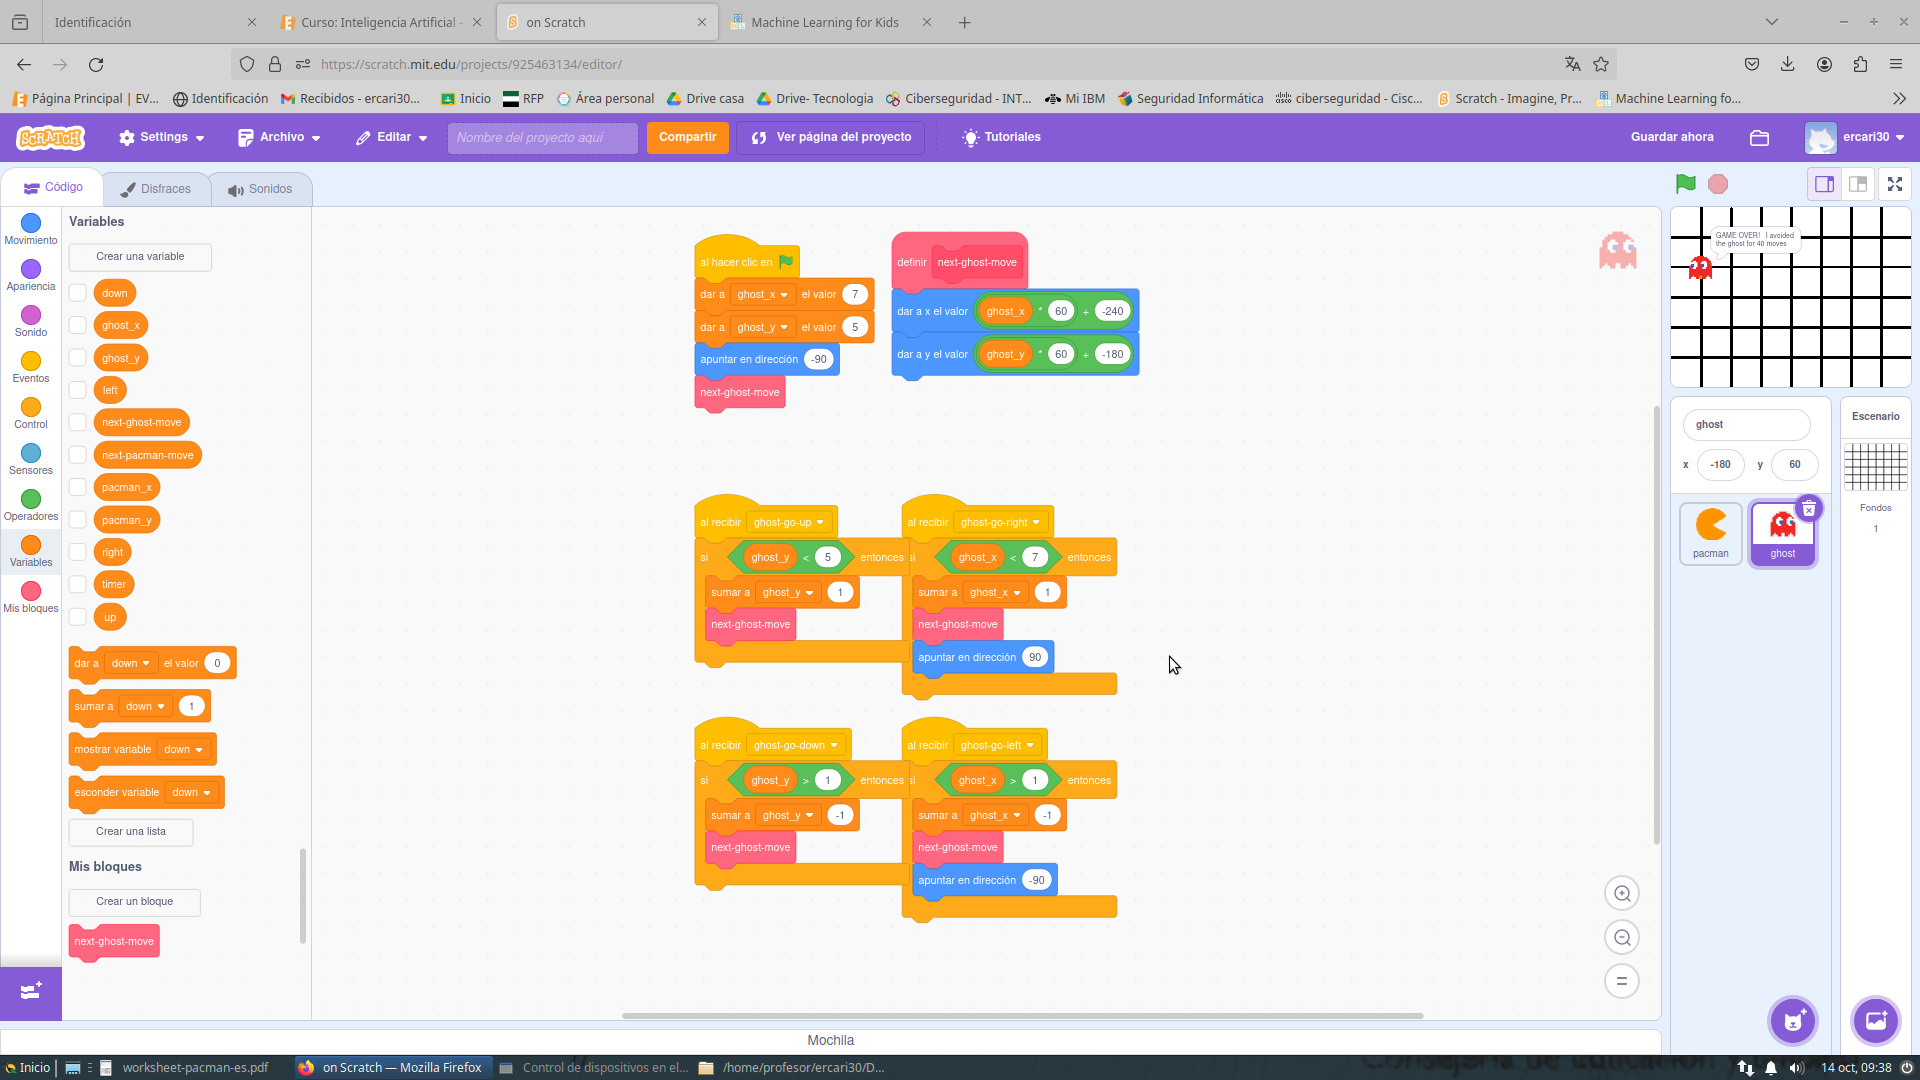 Identificación
Curso: Inteligencia Artificial -
on Scratch
Machine Learning for Kids
https://scratch.mit.edu/projects/925463134/editor/
Página Principal | EV...
Identificación
Recibidos - ercari30...
Inicio
RFP
Área personal
Drive casa
Drive- Tecnologia
Ciberseguridad - INT...
Mi IBM
Seguridad Informática
ciberseguridad - Cisc...
Scratch - Imagine, Pr...
Machine Learning fo...
SCRATCH
Settings
Archivo
Editar
Nombre del proyecto aquí
Compartir
Ver página del proyecto
Tutoriales
Guardar ahora
ercari30
Código
Disfraces
Sonidos
Movimiento
Apariencia
Sonido
Eventos
Control
Sensores
Operadores
Variables
Mis bloques
Variables
Crear una variable
down
ghost_x
ghost_y
left
next-ghost-move
next-pacman-move
pacman_x
pacman_y
right
timer
up
dar a down el valor 0
sumar a down 1
mostrar variable down
esconder variable down
Crear una lista
Mis bloques
Crear un bloque
next-ghost-move
al hacer clic en
dar a ghost_x el valor 7
dar a ghost_y el valor 5
apuntar en dirección -90
next-ghost-move
definir next-ghost-move
dar a x el valor ghost_x * 60 + -240
dar a y el valor ghost_y * 60 + -180
al recibir ghost-go-up
si ghost_y < 5 entonces
sumar a ghost_y 1
next-ghost-move
al recibir ghost-go-right
si ghost_x < 7 entonces
sumar a ghost_x 1
next-ghost-move
apuntar en dirección 90
al recibir ghost-go-down
si ghost_y > 1 entonces
sumar a ghost_y -1
next-ghost-move
al recibir ghost-go-left
si ghost_x > 1 entonces
sumar a ghost_x -1
next-ghost-move
apuntar en dirección -90
GAME OVER! I avoided
the ghost for 40 moves
ghost
x -180 y 60
pacman
ghost
Escenario
Fondos
1
Mochila
Inicio
worksheet-pacman-es.pdf
on Scratch — Mozilla Firefox
Control de dispositivos en el...
/home/profesor/ercari30/D...
14 oct, 09:38